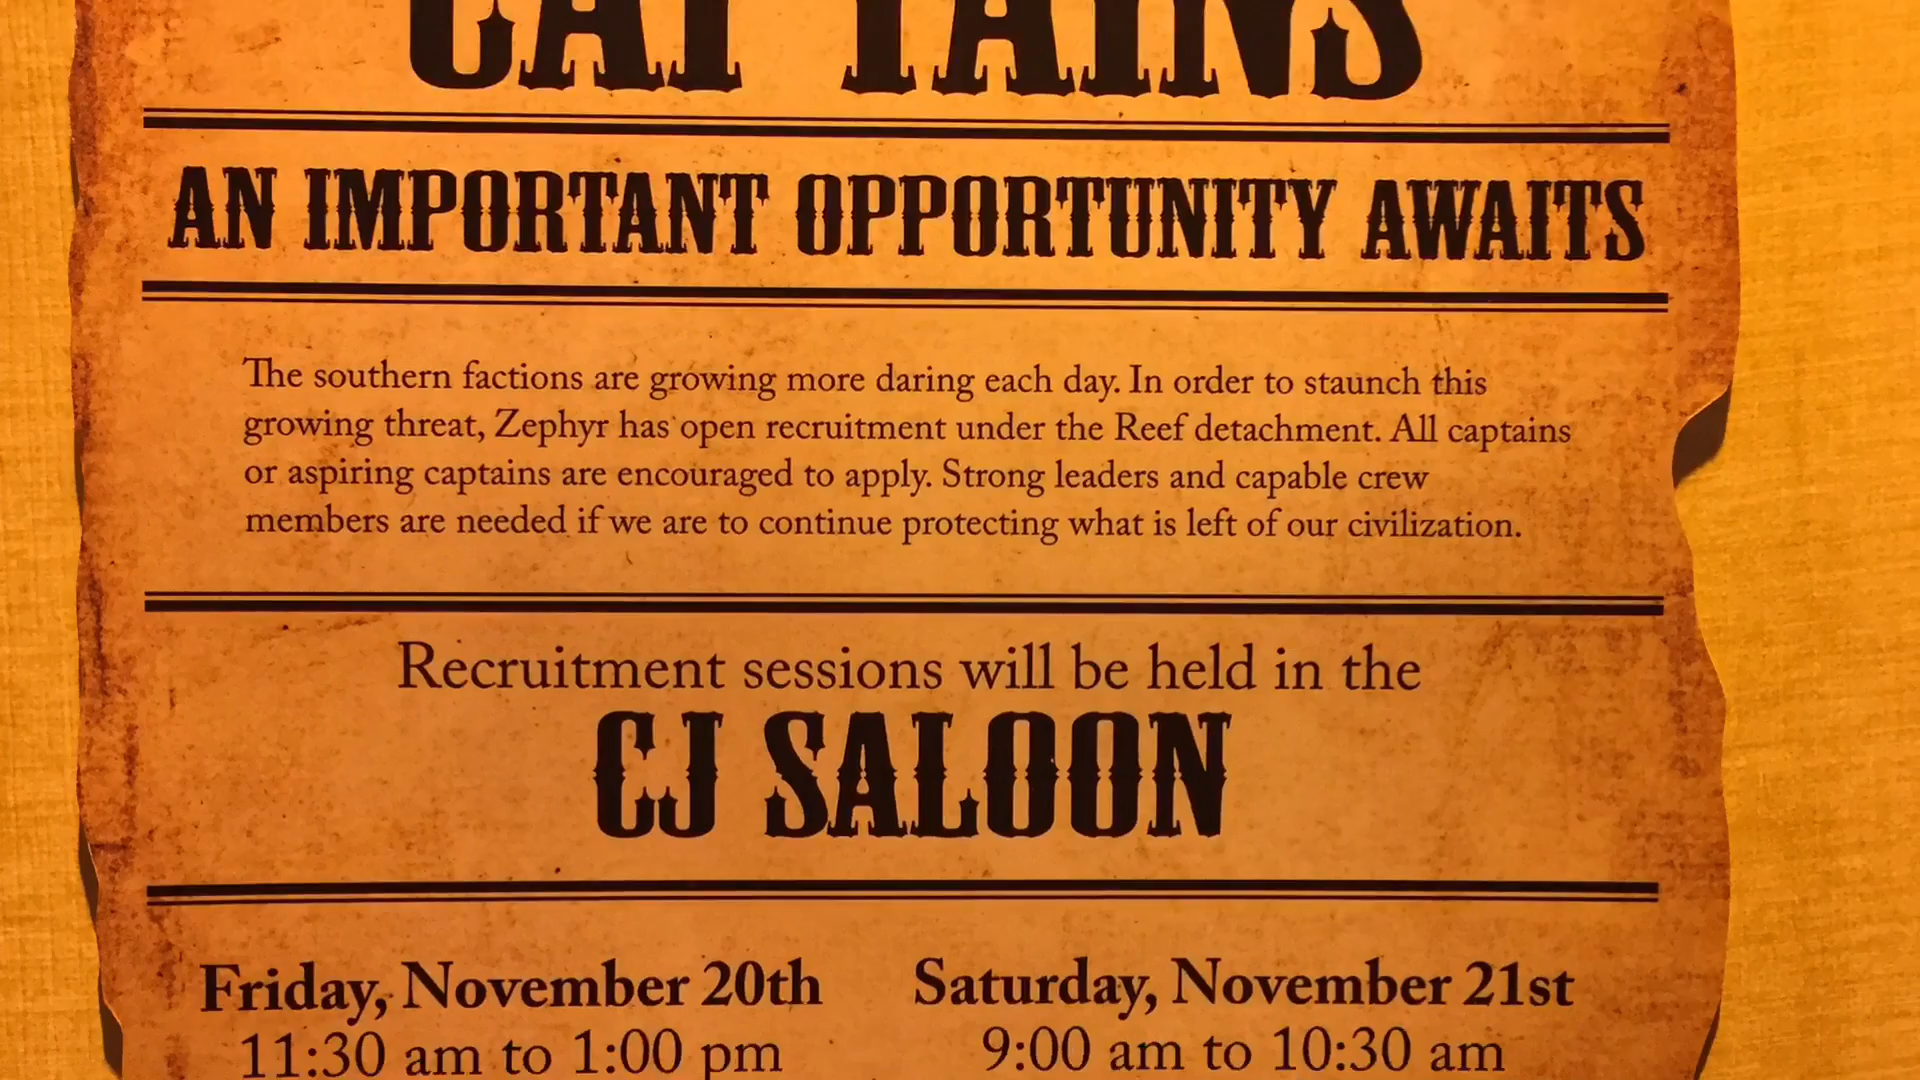 CAPTAINS
AN IMPORTANT OPPORTUNITY AWAITS
The southern factions are growing more daring each day. In order to staunch this
growing threat, Zephyr has open recruitment under the Reef detachment. All captains
or aspiring captains are encouraged to apply. Strong leaders and capable crew
members are needed if we are to continue protecting what is left of our civilization.
Recruitment sessions will be held in the
CJ SALOON
Friday, November 20th Saturday, November 21st
11:30 am to 1:00 pm 9:00 am to 10:30 am